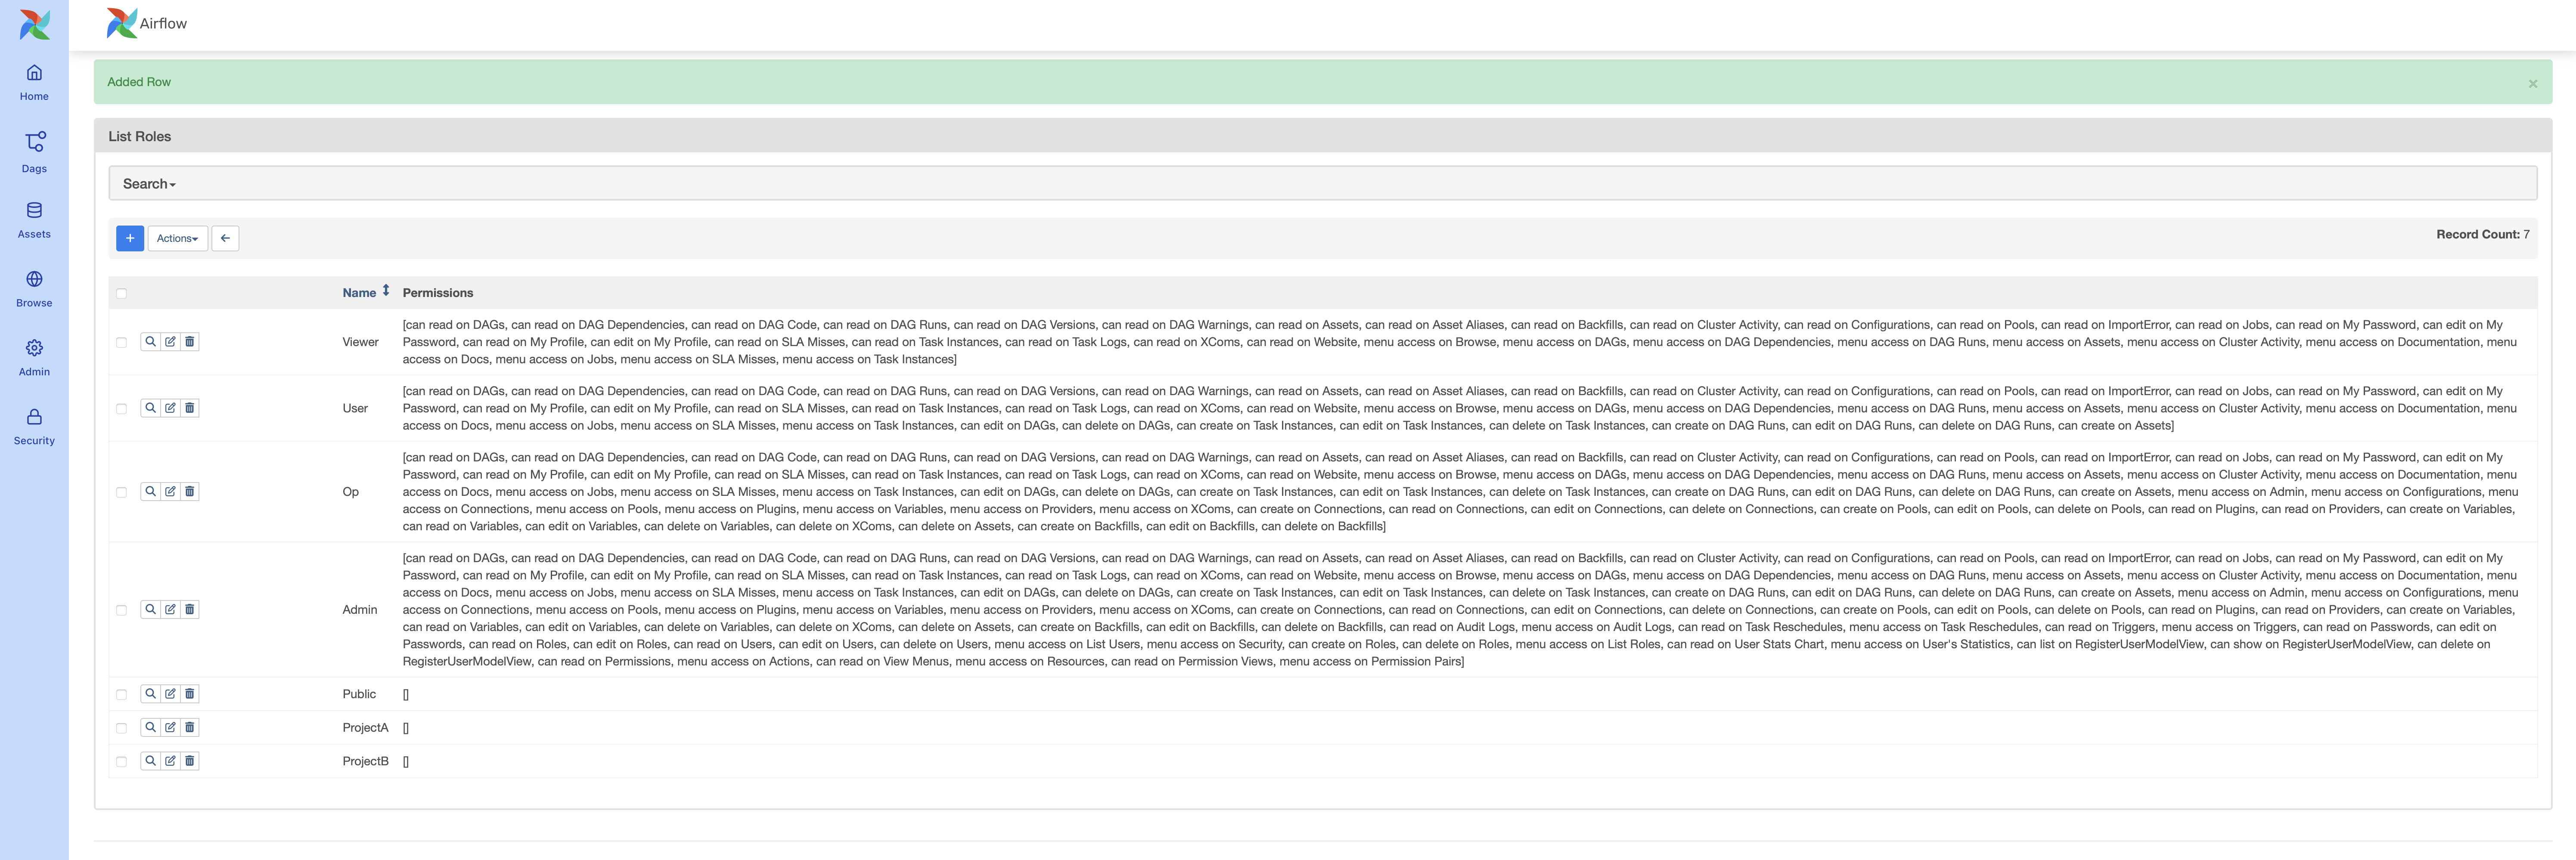 Airflow
Home
Dags
Assets
Browse
Admin
Security
Added Row
×
List Roles
Search
+ Actions ←
Record Count: 7
Name Permissions
Viewer
[can read on DAGs, can read on DAG Dependencies, can read on DAG Code, can read on DAG Runs, can read on DAG Versions, can read on DAG Warnings, can read on Assets, can read on Asset Aliases, can read on Backfills, can read on Cluster Activity, can read on Configurations, can read on Pools, can read on ImportError, can read on Jobs, can read on My Password, can edit on My
Password, can read on My Profile, can edit on My Profile, can read on SLA Misses, can read on Task Instances, can read on Task Logs, can read on XComs, can read on Website, menu access on Browse, menu access on DAGs, menu access on DAG Dependencies, menu access on DAG Runs, menu access on Assets, menu access on Cluster Activity, menu access on Documentation, menu
access on Docs, menu access on Jobs, menu access on SLA Misses, menu access on Task Instances]
User
[can read on DAGs, can read on DAG Dependencies, can read on DAG Code, can read on DAG Runs, can read on DAG Versions, can read on DAG Warnings, can read on Assets, can read on Asset Aliases, can read on Backfills, can read on Cluster Activity, can read on Configurations, can read on Pools, can read on ImportError, can read on Jobs, can read on My Password, can edit on My
Password, can read on My Profile, can edit on My Profile, can read on SLA Misses, can read on Task Instances, can read on Task Logs, can read on XComs, can read on Website, menu access on Browse, menu access on DAGs, menu access on DAG Dependencies, menu access on DAG Runs, menu access on Assets, menu access on Cluster Activity, menu access on Documentation, menu
access on Docs, menu access on Jobs, menu access on SLA Misses, menu access on Task Instances, can edit on DAGs, can delete on DAGs, can create on Task Instances, can edit on Task Instances, can delete on Task Instances, can create on DAG Runs, can edit on DAG Runs, can delete on DAG Runs, can create on Assets]
Op
[can read on DAGs, can read on DAG Dependencies, can read on DAG Code, can read on DAG Runs, can read on DAG Versions, can read on DAG Warnings, can read on Assets, can read on Asset Aliases, can read on Backfills, can read on Cluster Activity, can read on Configurations, can read on Pools, can read on ImportError, can read on Jobs, can read on My Password, can edit on My
Password, can read on My Profile, can edit on My Profile, can read on SLA Misses, can read on Task Instances, can read on Task Logs, can read on XComs, can read on Website, menu access on Browse, menu access on DAGs, menu access on DAG Dependencies, menu access on DAG Runs, menu access on Assets, menu access on Cluster Activity, menu access on Documentation, menu
access on Docs, menu access on Jobs, menu access on SLA Misses, menu access on Task Instances, can edit on DAGs, can delete on DAGs, can create on Task Instances, can edit on Task Instances, can delete on Task Instances, can create on DAG Runs, can edit on DAG Runs, can delete on DAG Runs, can create on Assets, menu access on Admin, menu access on Configurations, menu
access on Connections, menu access on Pools, menu access on Plugins, menu access on Variables, menu access on Providers, menu access on XComs, can create on Connections, can read on Connections, can edit on Connections, can delete on Connections, can create on Pools, can edit on Pools, can delete on Pools, can read on Plugins, can read on Providers, can create on Variables,
can read on Variables, can edit on Variables, can delete on Variables, can delete on XComs, can delete on Assets, can create on Backfills, can edit on Backfills, can delete on Backfills]
Admin
[can read on DAGs, can read on DAG Dependencies, can read on DAG Code, can read on DAG Runs, can read on DAG Versions, can read on DAG Warnings, can read on Assets, can read on Asset Aliases, can read on Backfills, can read on Cluster Activity, can read on Configurations, can read on Pools, can read on ImportError, can read on Jobs, can read on My Password, can edit on My
Password, can read on My Profile, can edit on My Profile, can read on SLA Misses, can read on Task Instances, can read on Task Logs, can read on XComs, can read on Website, menu access on Browse, menu access on DAGs, menu access on DAG Dependencies, menu access on DAG Runs, menu access on Assets, menu access on Cluster Activity, menu access on Documentation, menu
access on Docs, menu access on Jobs, menu access on SLA Misses, menu access on Task Instances, can edit on DAGs, can delete on DAGs, can create on Task Instances, can edit on Task Instances, can delete on Task Instances, can create on DAG Runs, can edit on DAG Runs, can delete on DAG Runs, can create on Assets, menu access on Admin, menu access on Configurations, menu
access on Connections, menu access on Pools, menu access on Plugins, menu access on Variables, menu access on Providers, menu access on XComs, can create on Connections, can read on Connections, can edit on Connections, can delete on Connections, can create on Pools, can edit on Pools, can delete on Pools, can read on Plugins, can read on Providers, can create on Variables,
can read on Variables, can edit on Variables, can delete on Variables, can delete on XComs, can delete on Assets, can create on Backfills, can edit on Backfills, can delete on Backfills, can read on Audit Logs, menu access on Audit Logs, can read on Task Reschedules, menu access on Task Reschedules, can read on Triggers, menu access on Triggers, can read on Passwords, can edit on
Passwords, can read on Roles, can edit on Roles, can read on Users, can edit on Users, can delete on Users, menu access on List Users, menu access on Security, can create on Roles, can delete on Roles, menu access on List Roles, can read on User Stats Chart, menu access on User's Statistics, can list on RegisterUserModelView, can show on RegisterUserModelView, can delete on
RegisterUserModelView, can read on Permissions, menu access on Actions, can read on View Menus, menu access on Resources, can read on Permission Views, menu access on Permission Pairs]
Public []
ProjectA []
ProjectB []